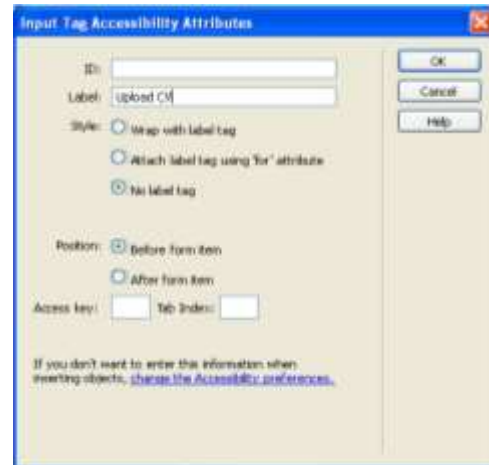 Input Tag Accessibility Attributes
ID:
OK
Label: Upload CV
Cancel
Style: Wrap with label tag
Help
Attach label tag using 'for' attribute
No label tag
Position: Before form item
After form item
Access key: Tab Index:
If you don't want to enter this information when
inserting objects, change the Accessibility preferences.